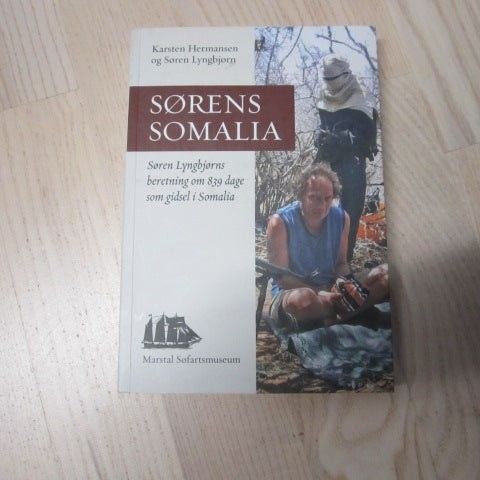 Karsten Hermansen
og Søren Lyngbjørn
SØRENS
SOMALIA
Søren Lyngbjørns
beretning om 839 dage
som gidsel i Somalia
Marstal Søfartsmuseum